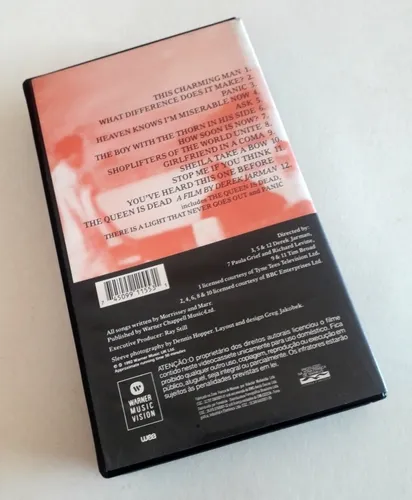 THIS CHARMING MAN 1.
WHAT DIFFERENCE DOES IT MAKE? 2.
PANIC 3.
HEAVEN KNOWS I'M MISERABLE NOW 4.
ASK 5.
THE BOY WITH THE THORN IN HIS SIDE 6.
HOW SOON IS NOW? 7.
SHOPLIFTERS OF THE WORLD UNITE 8.
GIRLFRIEND IN A COMA 9.
SHEILA TAKE A BOW 10.
STOP ME IF YOU THINK 11.
YOU'VE HEARD THIS ONE BEFORE
THE QUEEN IS DEAD A FILM BY DEREK JARMAN 12.
includes THE QUEEN IS DEAD,
THERE IS A LIGHT THAT NEVER GOES OUT and PANIC
Directed by:
3, 5 & 12 Derek Jarman,
7 Paula Grief and Richard Levine,
9 & 11 Tim Broad
1 licensed courtesy of Tyne Tees Television Ltd.
2, 4, 6, 8 & 10 licensed courtesy of BBC Enterprises Ltd.
All songs written by Morrissey and Marr.
Published by Warner Chappell Music Ltd.
Executive Producer: Ray Still
Sleeve photography by Dennis Hopper. Layout and design Greg Jakobek.
© 1992 Warner Music UK Ltd.
WARNER
MUSIC
VISION
wea
ATENÇÃO: O proprietário dos direitos autorais licenciou o filme
contido neste videocassete unicamente para uso doméstico. Fica
proibido qualquer outro uso, copiagem, reprodução ou execução em
público, aluguel, seja integral ou parcialmente. Os infratores estarão
sujeitos às penalidades previstas em lei.